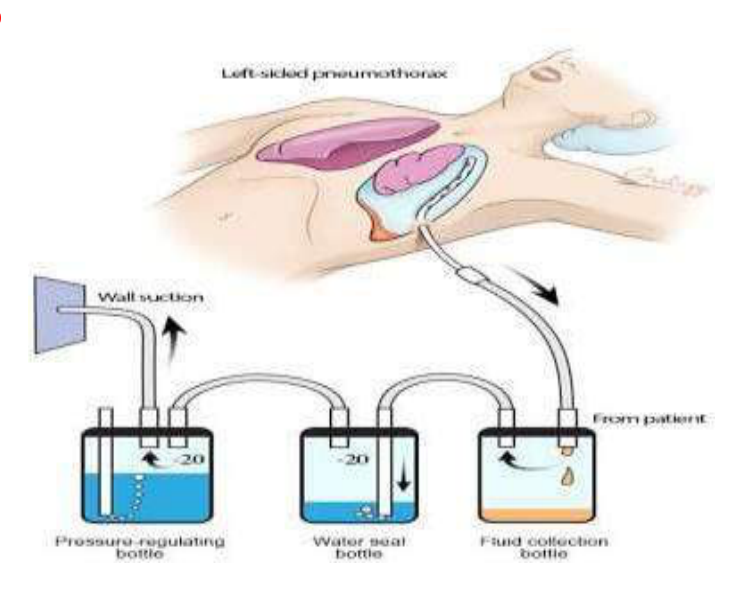 Left-sided pneumothorax
Wall suction
From patient
-20
-20
Pressure-regulating
bottle
Water seal
bottle
Fluid collection
bottle